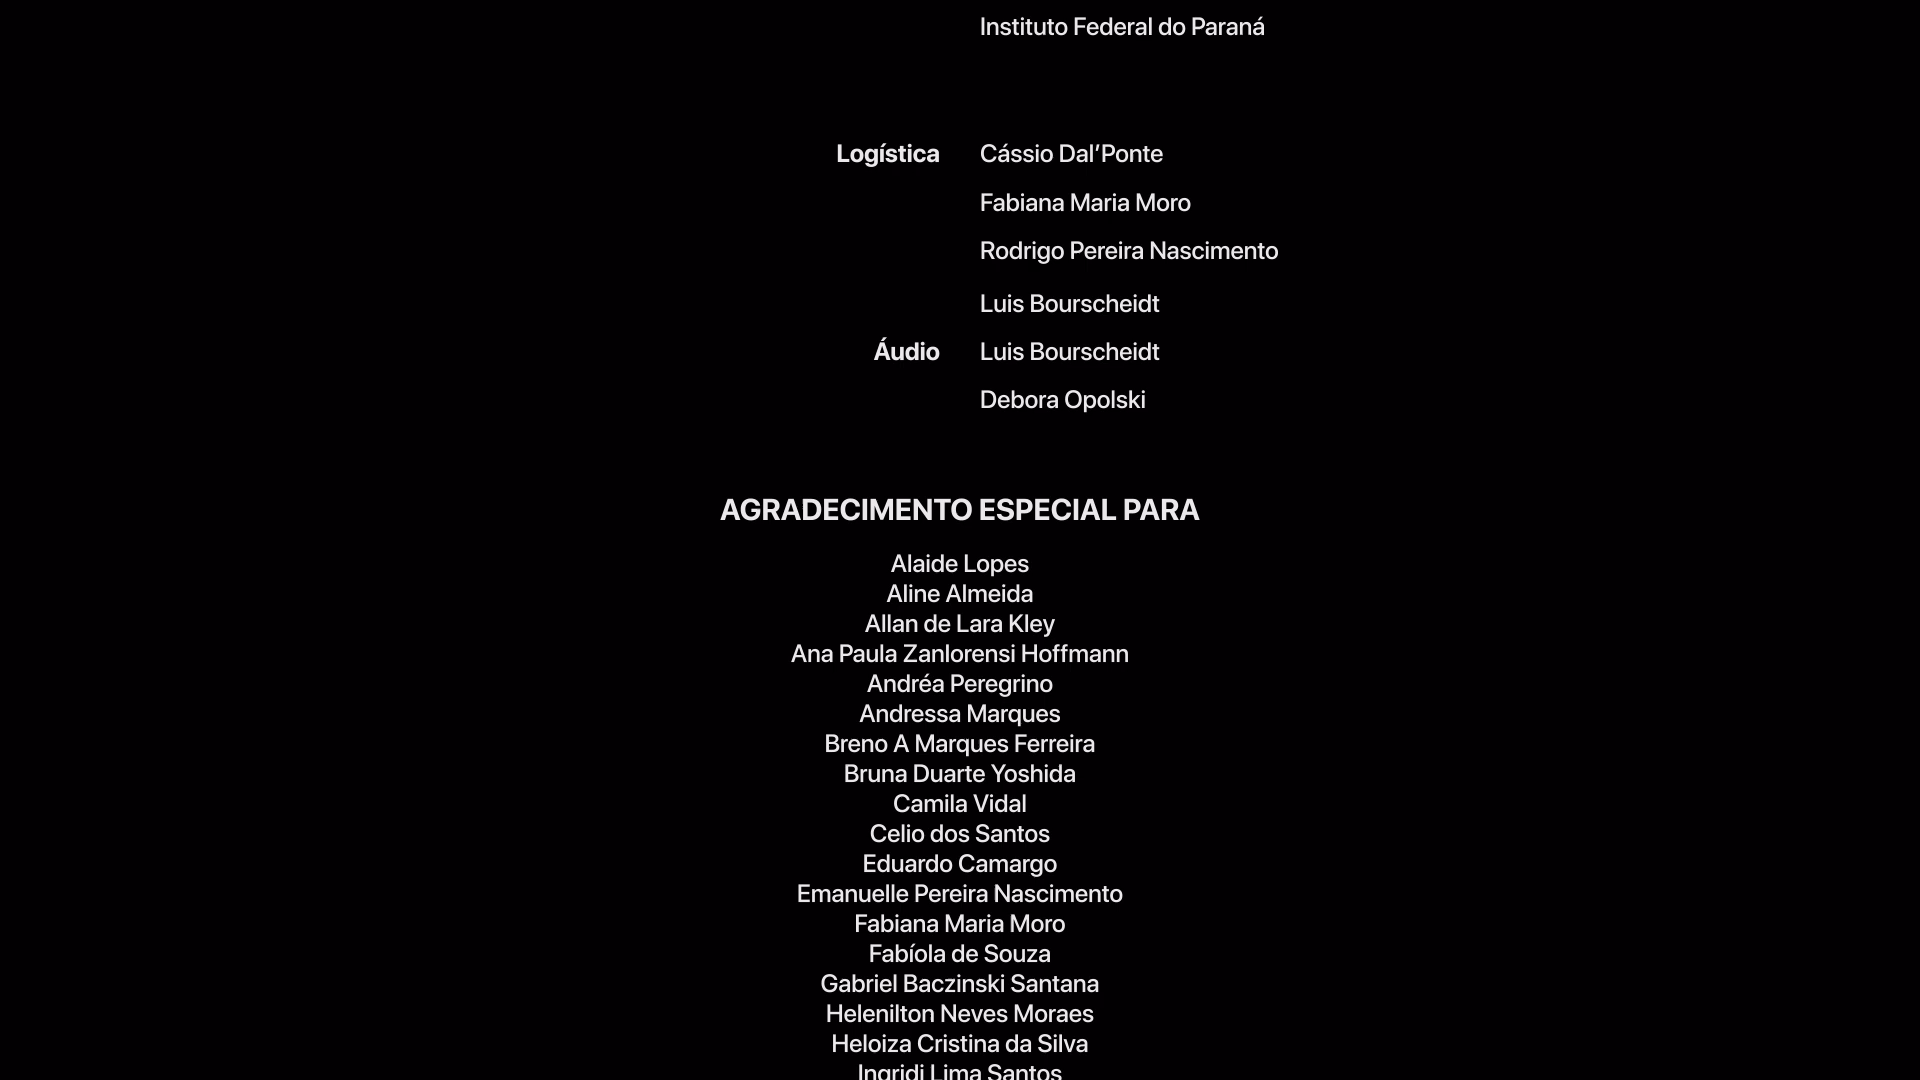 Instituto Federal do Paraná
Logística Cássio Dal’Ponte
Fabiana Maria Moro
Rodrigo Pereira Nascimento
Luis Bourscheidt
Áudio Luis Bourscheidt
Debora Opolski
AGRADECIMENTO ESPECIAL PARA
Alaide Lopes
Aline Almeida
Allan de Lara Kley
Ana Paula Zanlorensi Hoffmann
Andréa Peregrino
Andressa Marques
Breno A Marques Ferreira
Bruna Duarte Yoshida
Camila Vidal
Celio dos Santos
Eduardo Camargo
Emanuelle Pereira Nascimento
Fabiana Maria Moro
Fabíola de Souza
Gabriel Baczinski Santana
Helenilton Neves Moraes
Heloiza Cristina da Silva
Ingridi Lima Santos